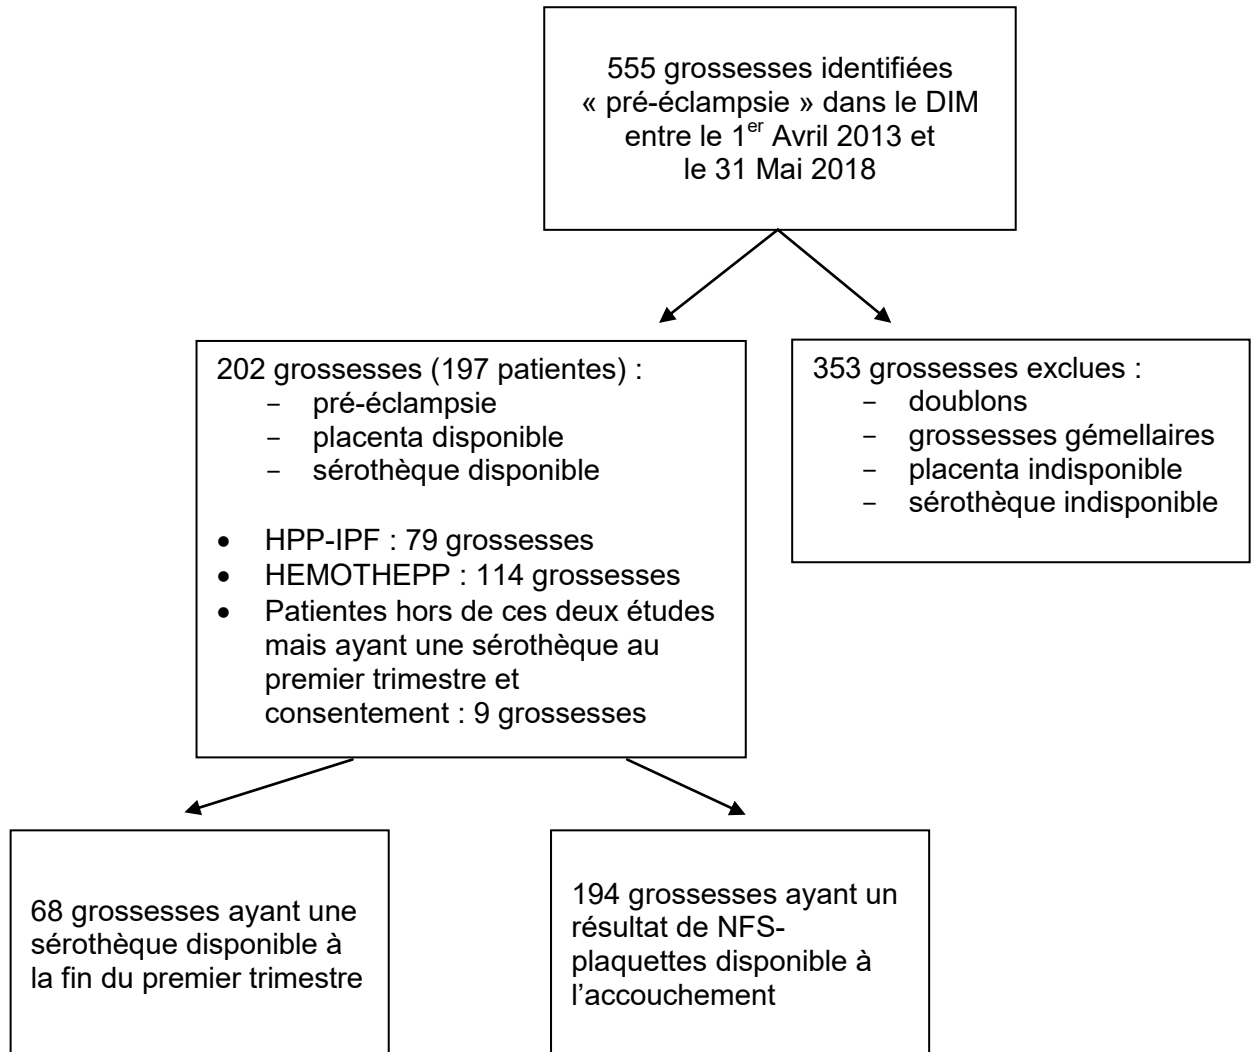 555 grossesses identifiées
« pré-éclampsie » dans le DIM
entre le 1er Avril 2013 et
le 31 Mai 2018
202 grossesses (197 patientes) :
- pré-éclampsie
- placenta disponible
- sérothèque disponible
• HPP-IPF : 79 grossesses
• HEMOTHEPP : 114 grossesses
• Patientes hors de ces deux études
mais ayant une sérothèque au
premier trimestre et
consentement : 9 grossesses
353 grossesses exclues :
- doublons
- grossesses gémellaires
- placenta indisponible
- sérothèque indisponible
68 grossesses ayant une
sérothèque disponible à
la fin du premier trimestre
194 grossesses ayant un
résultat de NFS-
plaquettes disponible à
l’accouchement